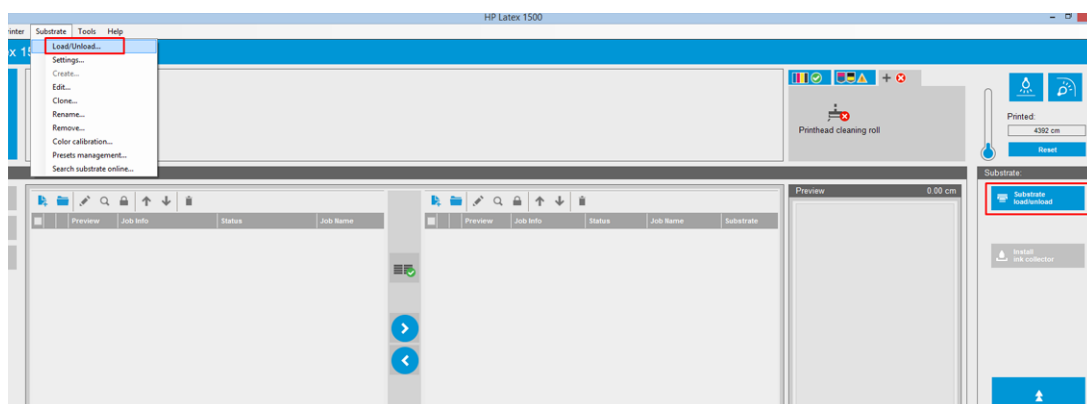 HP Latex 1500
rinter Substrate Tools Help
x 1
Load/Unload...
Settings...
Create...
Edit...
Clone...
Rename...
Remove...
Color calibration...
Presets management...
Search substrate online...
Printhead cleaning roll
Printed:
4392 cm
Reset
Substrate:
Substrate
load/unload
Install
ink collector
Preview Job Info Status Job Name
Preview Job Info Status Job Name Substrate
Preview 0.00 cm